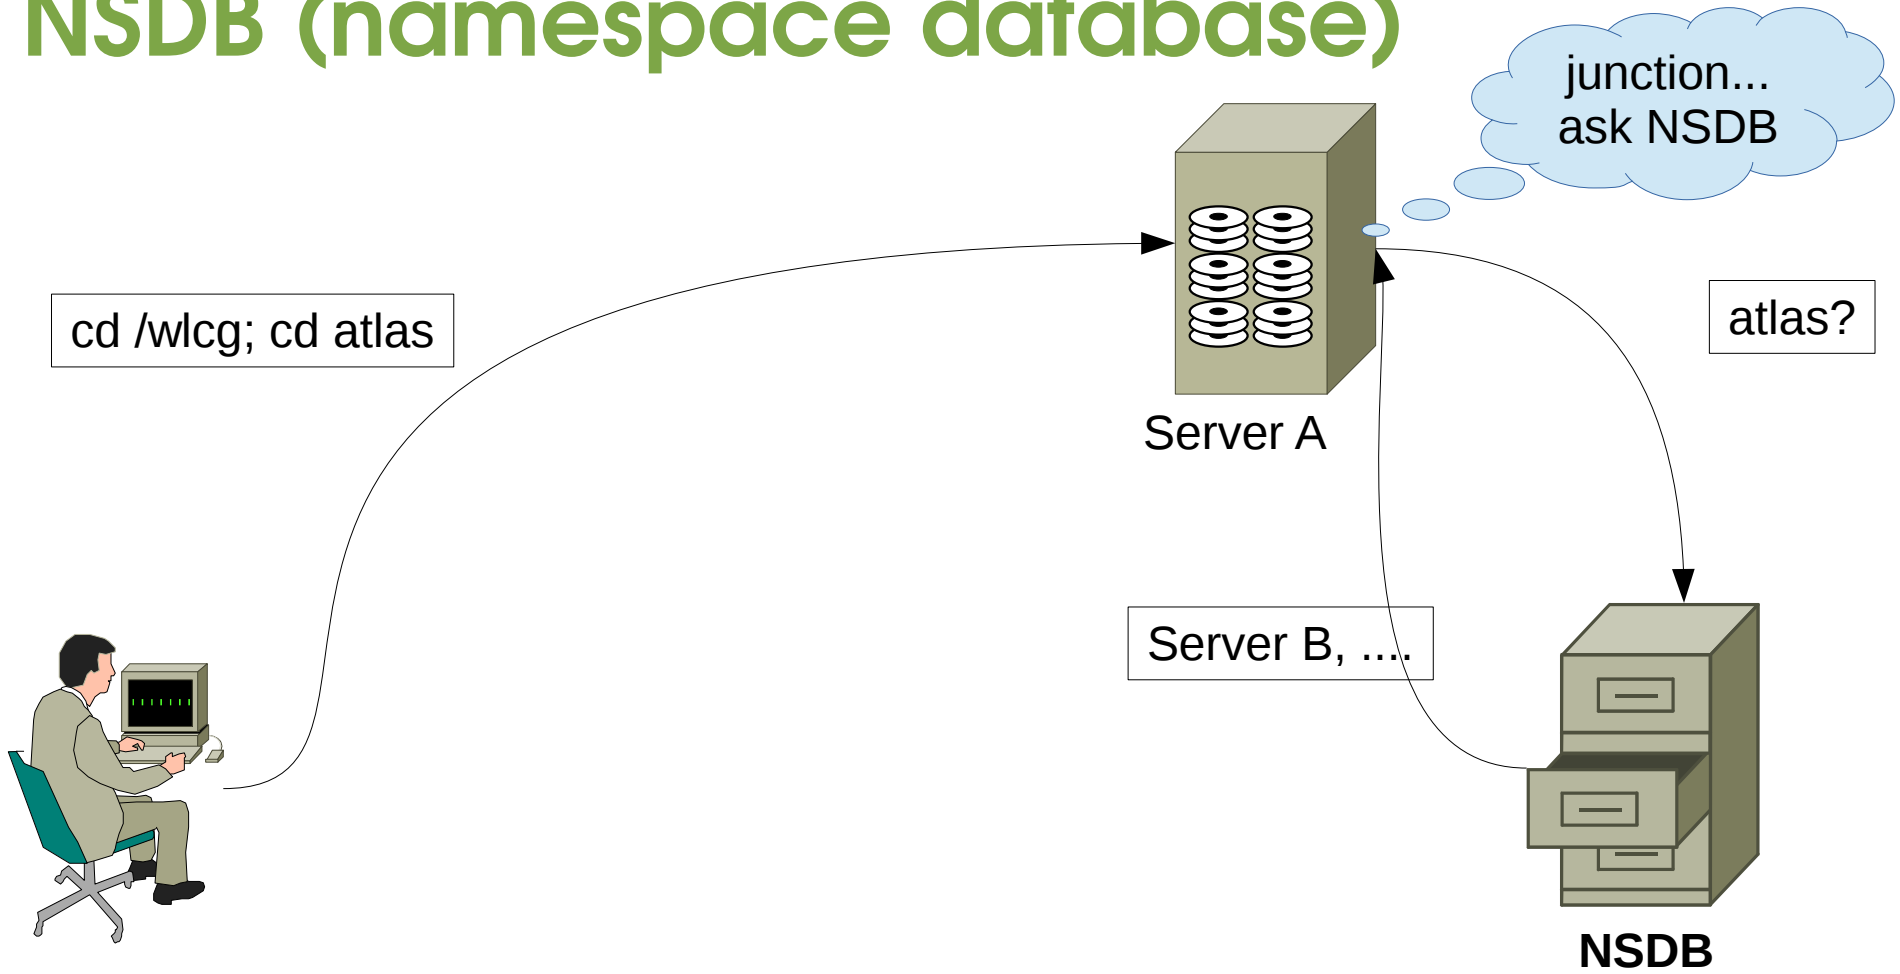 NSDB (namespace database)
junction...
ask NSDB
cd /wlcg; cd atlas
atlas?
Server A
Server B, ....
NSDB